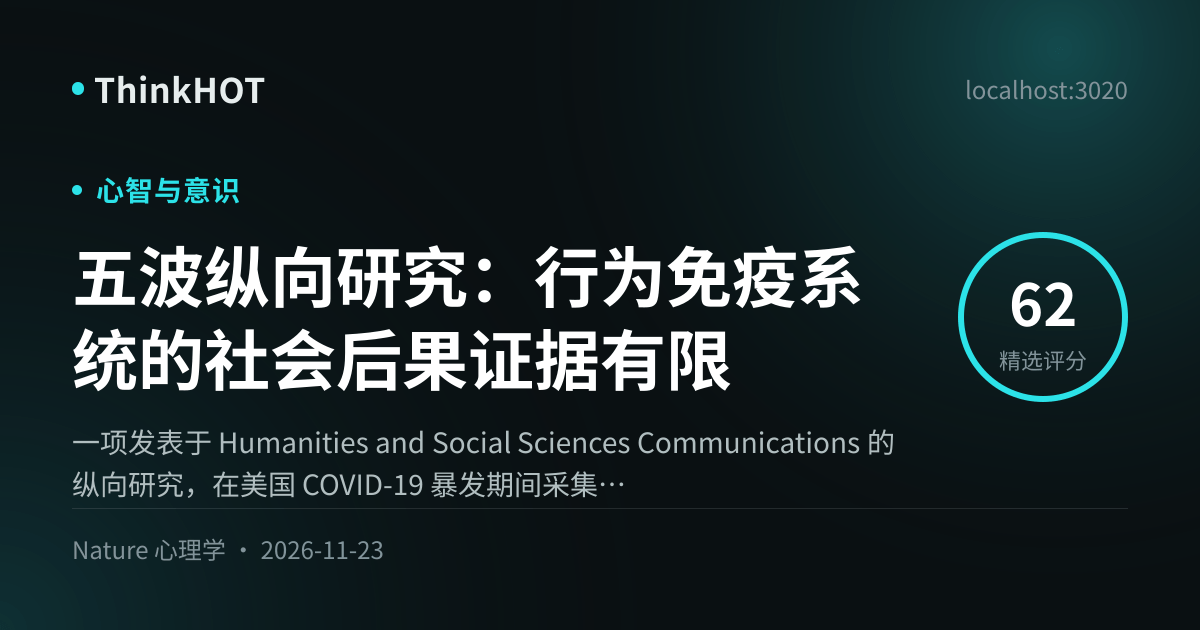 ThinkHOT
localhost:3020
心智与意识
五波纵向研究：行为免疫系
统的社会后果证据有限
62
精选评分
一项发表于 Humanities and Social Sciences Communications 的
纵向研究，在美国 COVID-19 暴发期间采集…
Nature 心理学 · 2026-11-23